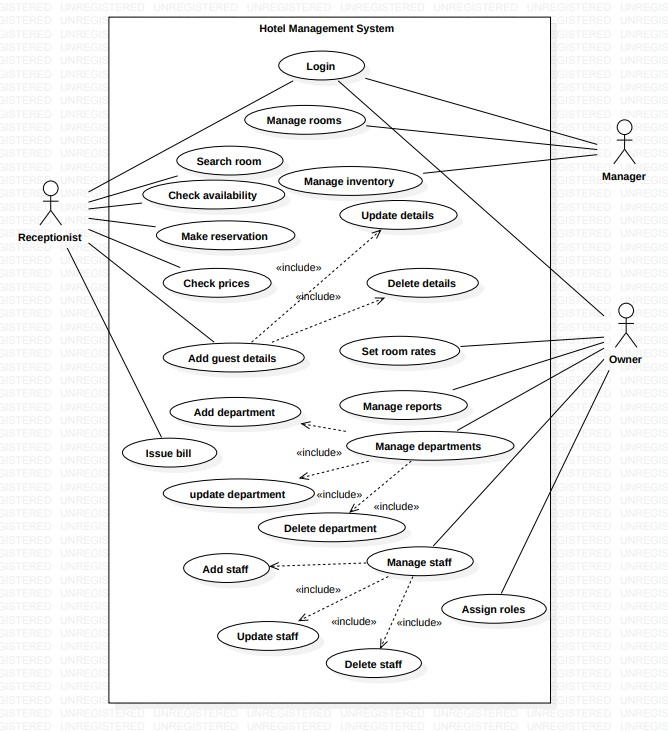 Hotel Management System
Login
Manage rooms
Manager
Search room
Manage inventory
Check availability
Update details
Receptionist
Make reservation
«include»
Check prices
Delete details
«include»
Set room rates
Add guest details
Owner
Manage reports
Add department
Manage departments
Issue bill
«include»
update department
«include»
«include»
Delete department
Manage staff
Add staff
«include»
Assign roles
«include»
«include»
Update staff
Delete staff
UNREGISTERED